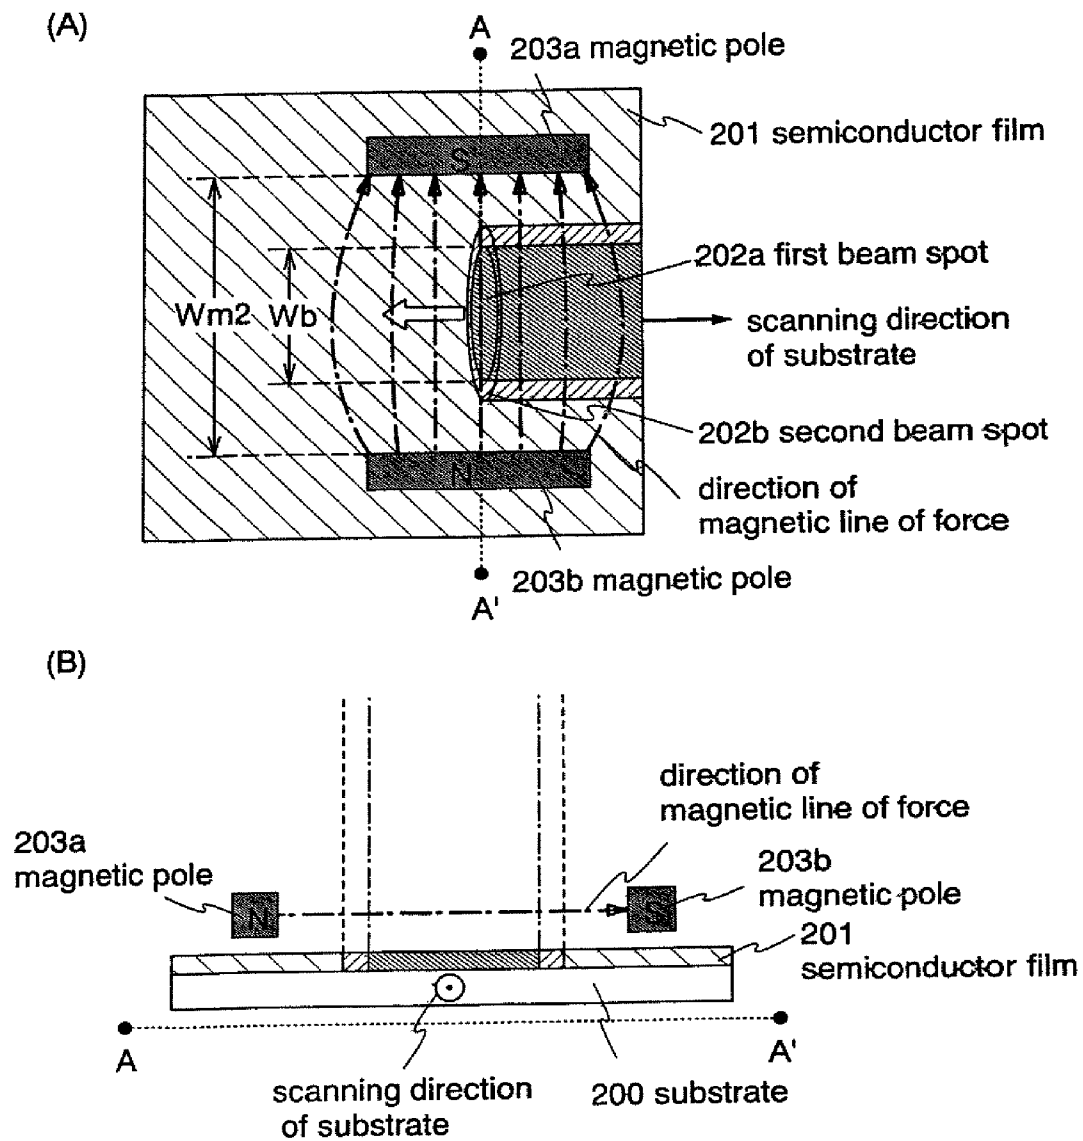 (A)
A
203a magnetic pole
201 semiconductor film
S
202a first beam spot
Wm2
Wb
scanning direction
of substrate
202b second beam spot
N
direction of
magnetic line of force
203b magnetic pole
A'
(B)
direction of
magnetic line of force
203a
magnetic pole
203b
magnetic pole
N
S
201
semiconductor film
A
A'
scanning direction
of substrate
200 substrate